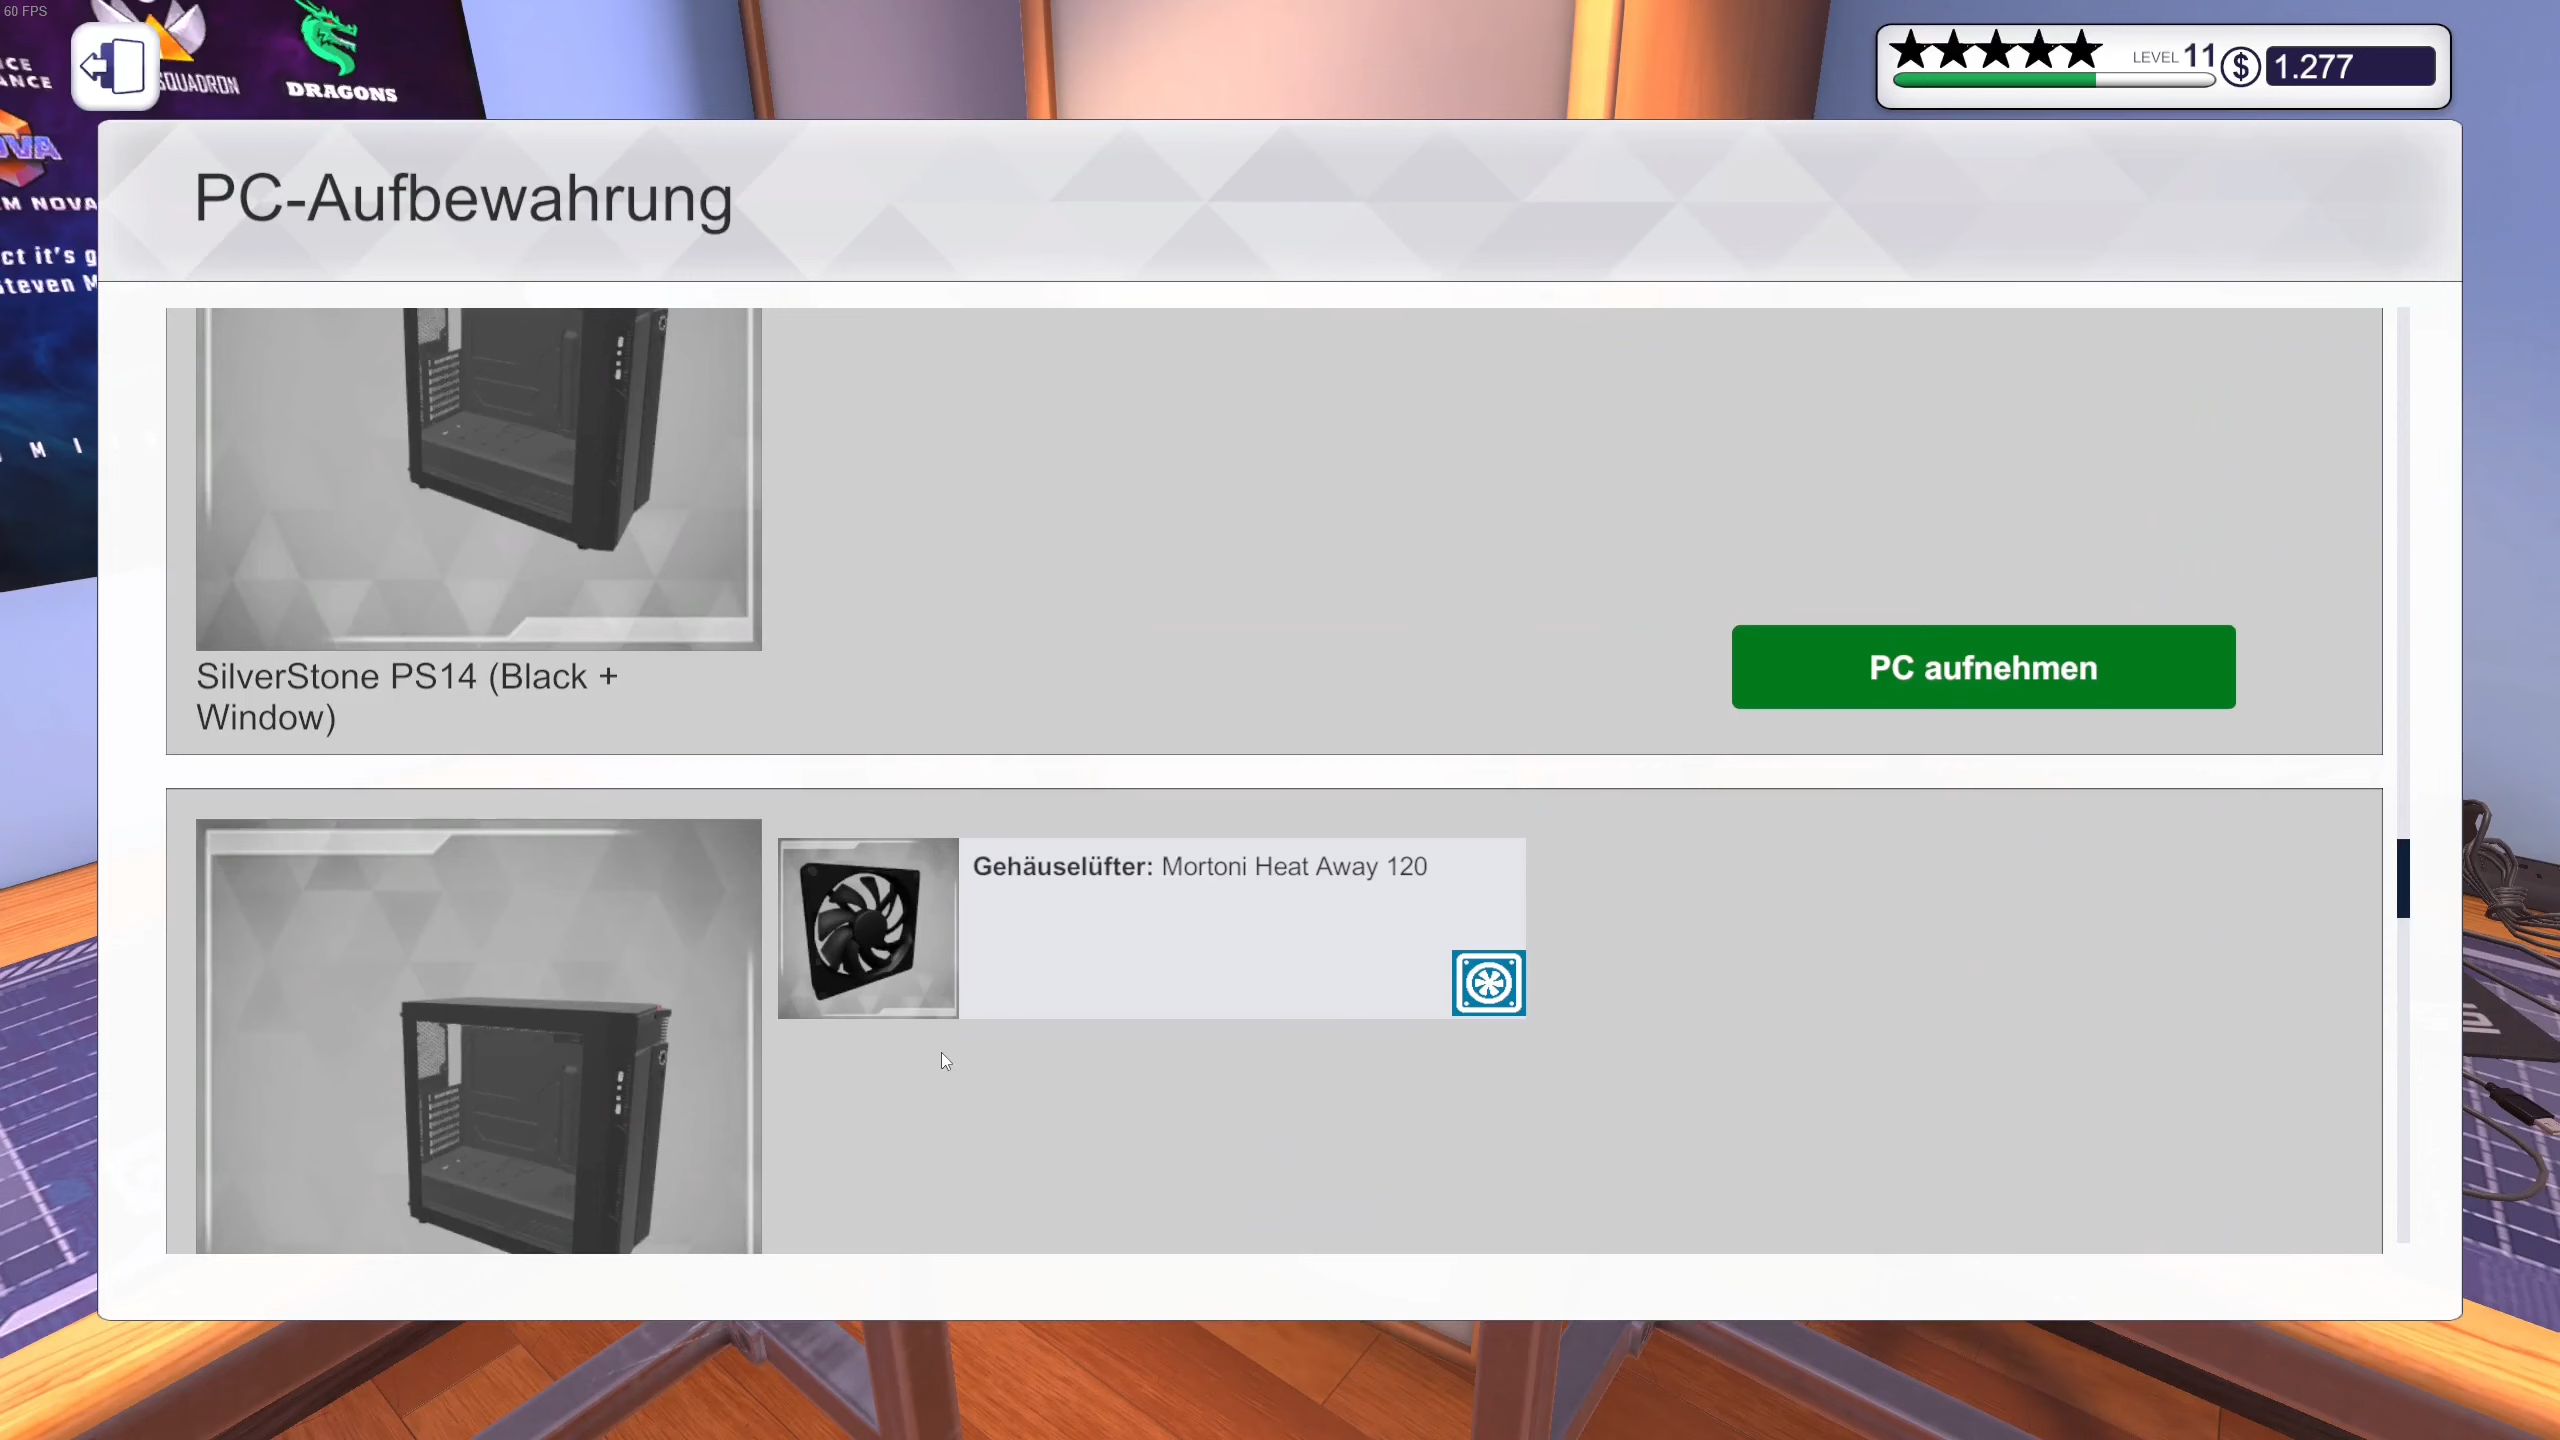 60 FPS
SQUADRON
DRAGONS
LEVEL 11
$ 1.277
PC-Aufbewahrung
M NOVA
ct it's g
teven M
M I
SilverStone PS14 (Black +
Window)
PC aufnehmen
Gehäuselüfter: Mortoni Heat Away 120